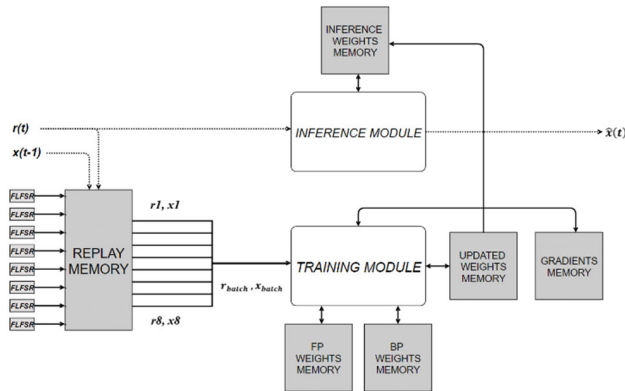 INFERENCE
WEIGHTS
MEMORY
r(t)
INFERENCE MODULE
x̂(t)
x(t-1)
FLFSR
FLFSR
FLFSR
FLFSR
FLFSR
FLFSR
FLFSR
REPLAY
MEMORY
r1, x1
r_batch, x_batch
r8, x8
TRAINING MODULE
UPDATED
WEIGHTS
MEMORY
GRADIENTS
MEMORY
FP
WEIGHTS
MEMORY
BP
WEIGHTS
MEMORY